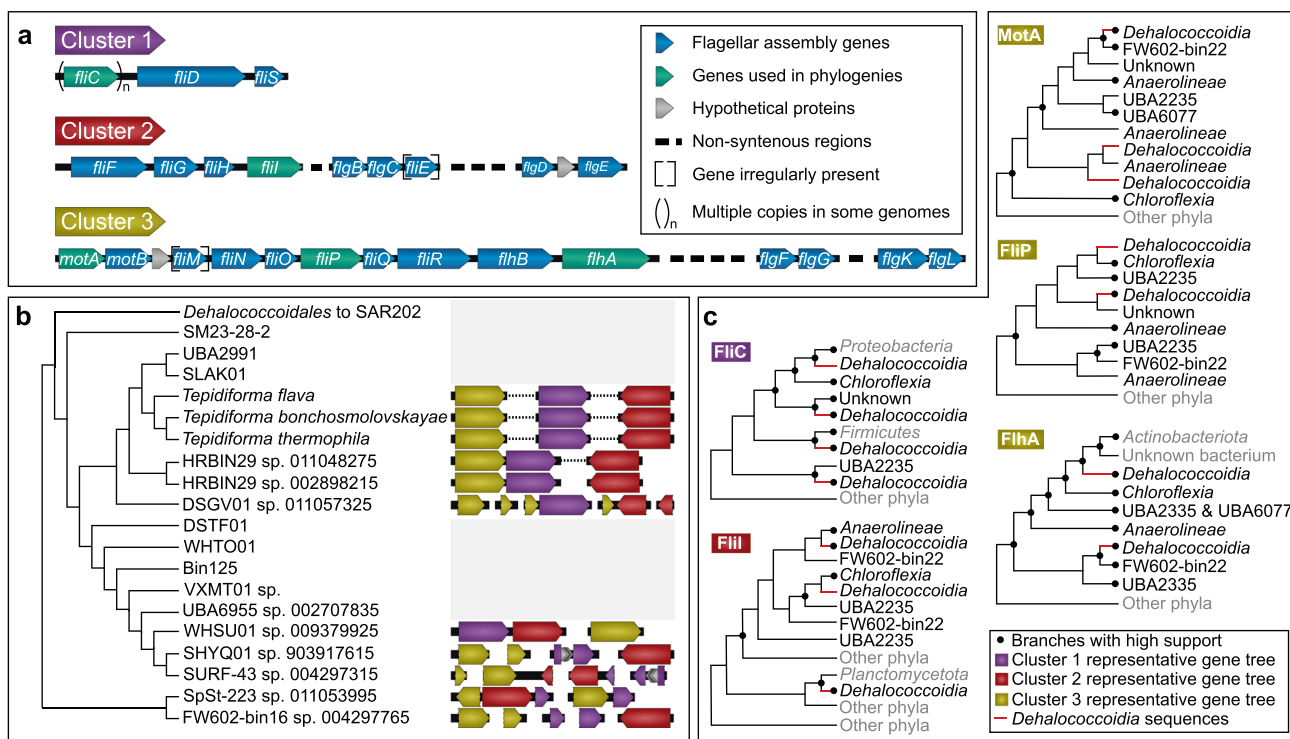 a
Cluster 1
( fliC )n fliD fliS
Cluster 2
fliF fliG fliH fliI flgB flgC [fliE] flgD flgE
Cluster 3
motA motB [fliM] fliN fliO fliP fliQ fliR flhB flhA flgF flgG flgK flgL
Flagellar assembly genes
Genes used in phylogenies
Hypothetical proteins
Non-syntenous regions
[ ] Gene irregularly present
( )n Multiple copies in some genomes
b
Dehalococcoidales to SAR202
SM23-28-2
UBA2991
SLAK01
Tepidiforma flava
Tepidiforma bonchosmolovskayae
Tepidiforma thermophila
HRBIN29 sp. 011048275
HRBIN29 sp. 002898215
DSGV01 sp. 011057325
DSTF01
WHTO01
Bin125
VXMT01 sp.
UBA6955 sp. 002707835
WHSU01 sp. 009379925
SHYQ01 sp. 903917615
SURF-43 sp. 004297315
SpSt-223 sp. 011053995
FW602-bin16 sp. 004297765
c
FliC
Proteobacteria
Dehalococcoidia
Chloroflexia
Unknown
Dehalococcoidia
Firmicutes
Dehalococcoidia
UBA2235
Dehalococcoidia
Other phyla
FliI
Anaerolineae
Dehalococcoidia
FW602-bin22
Chloroflexia
Dehalococcoidia
UBA2235
FW602-bin22
UBA2235
Other phyla
Planctomycetota
Dehalococcoidia
Other phyla
Other phyla
MotA
Dehalococcoidia
FW602-bin22
Unknown
Anaerolineae
UBA2235
UBA6077
Anaerolineae
Dehalococcoidia
Anaerolineae
Dehalococcoidia
Chloroflexia
Other phyla
FliP
Dehalococcoidia
Chloroflexia
UBA2235
Dehalococcoidia
Unknown
Anaerolineae
UBA2235
FW602-bin22
Anaerolineae
Other phyla
FlhA
Actinobacteriota
Unknown bacterium
Dehalococcoidia
Chloroflexia
UBA2335 & UBA6077
Anaerolineae
Dehalococcoidia
FW602-bin22
UBA2335
Other phyla
Branches with high support
Cluster 1 representative gene tree
Cluster 2 representative gene tree
Cluster 3 representative gene tree
Dehalococcoidia sequences